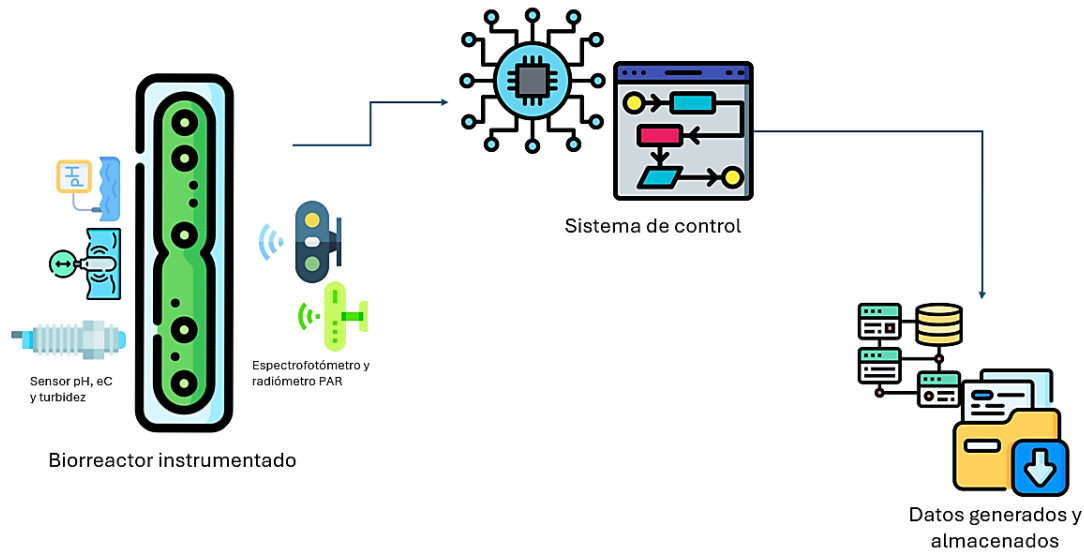 Sistema de control
pH
Sensor pH, eC
y turbidez
Espectrofotómetro y
radiómetro PAR
Biorreactor instrumentado
Datos generados y
almacenados